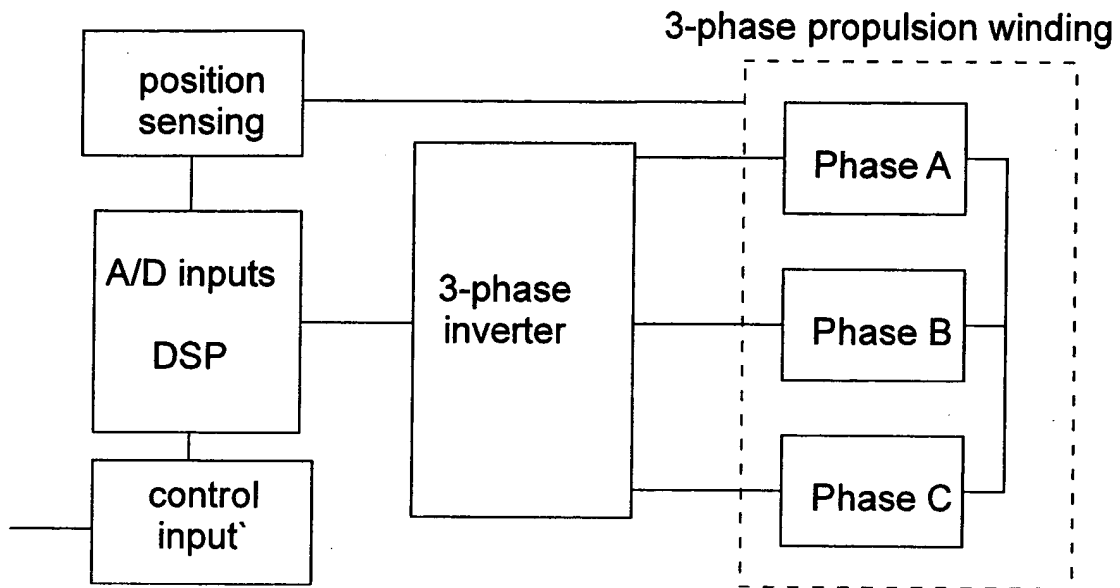 3-phase propulsion winding
position
sensing
A/D inputs
DSP
control
input`
3-phase
inverter
Phase A
Phase B
Phase C